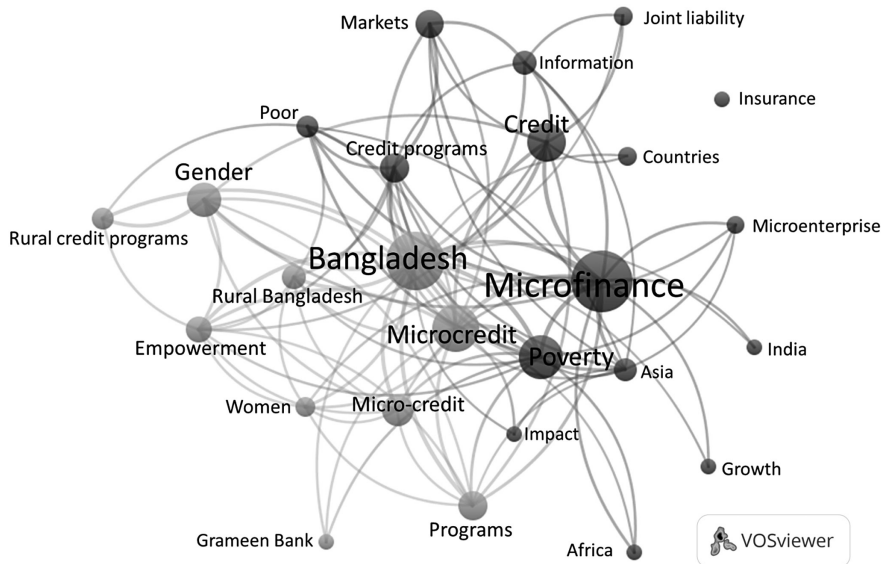 Markets
Joint liability
Information
Insurance
Poor
Credit
Credit programs
Countries
Gender
Microenterprise
Rural credit programs
Bangladesh
Microfinance
Rural Bangladesh
Microcredit
Empowerment
India
Poverty
Asia
Women
Micro-credit
Impact
Growth
Programs
Grameen Bank
Africa
VOSviewer